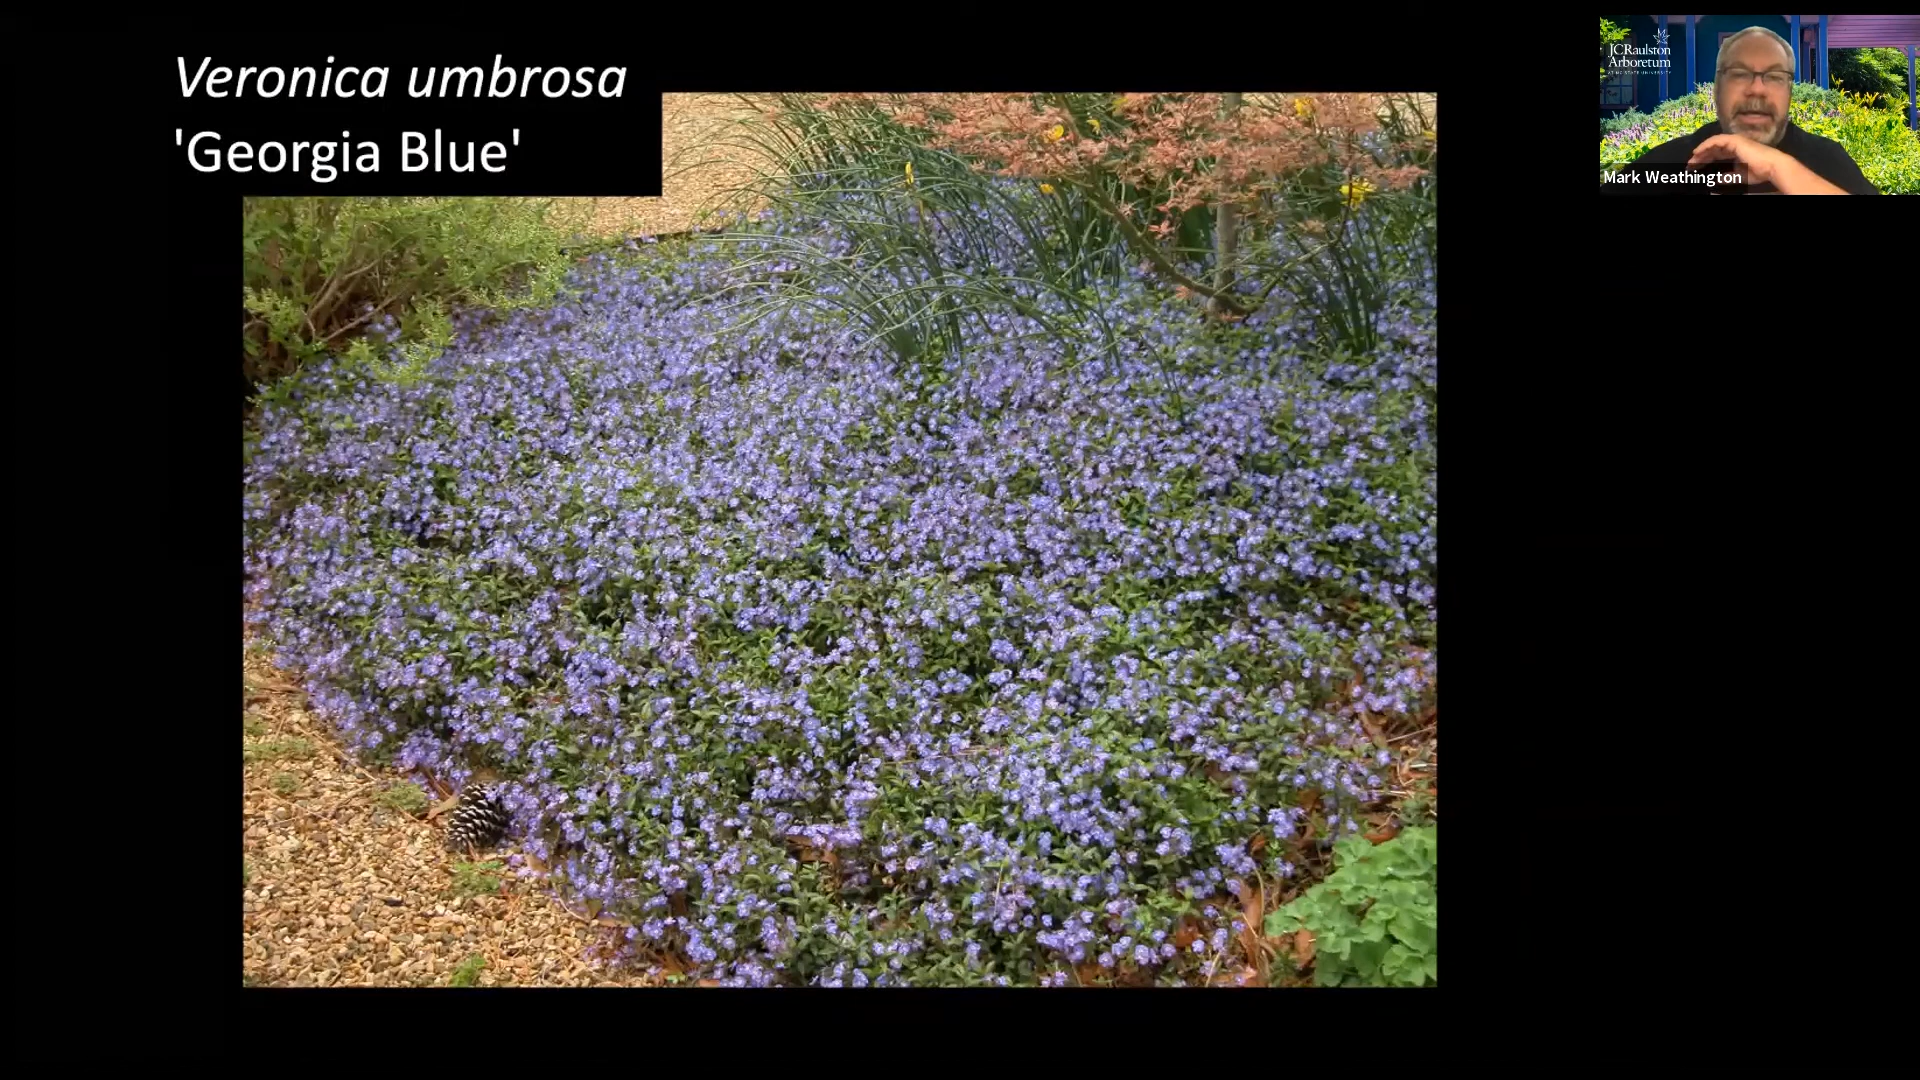 Veronica umbrosa
'Georgia Blue'
JCRaulston
Arboretum
Mark Weathington